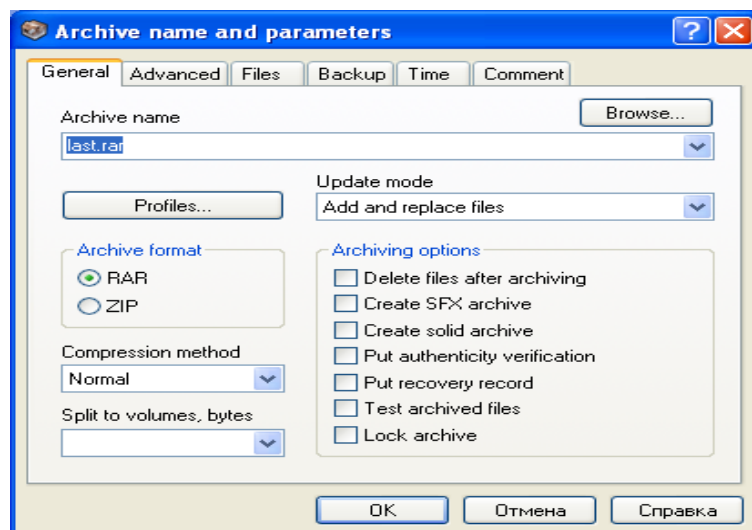 Archive name and parameters
General Advanced Files Backup Time Comment
Archive name
Browse...
last.rar
Update mode
Profiles...
Add and replace files
Archive format
RAR
ZIP
Archiving options
Delete files after archiving
Create SFX archive
Create solid archive
Put authenticity verification
Put recovery record
Test archived files
Lock archive
Compression method
Normal
Split to volumes, bytes
OK Отмена Справка